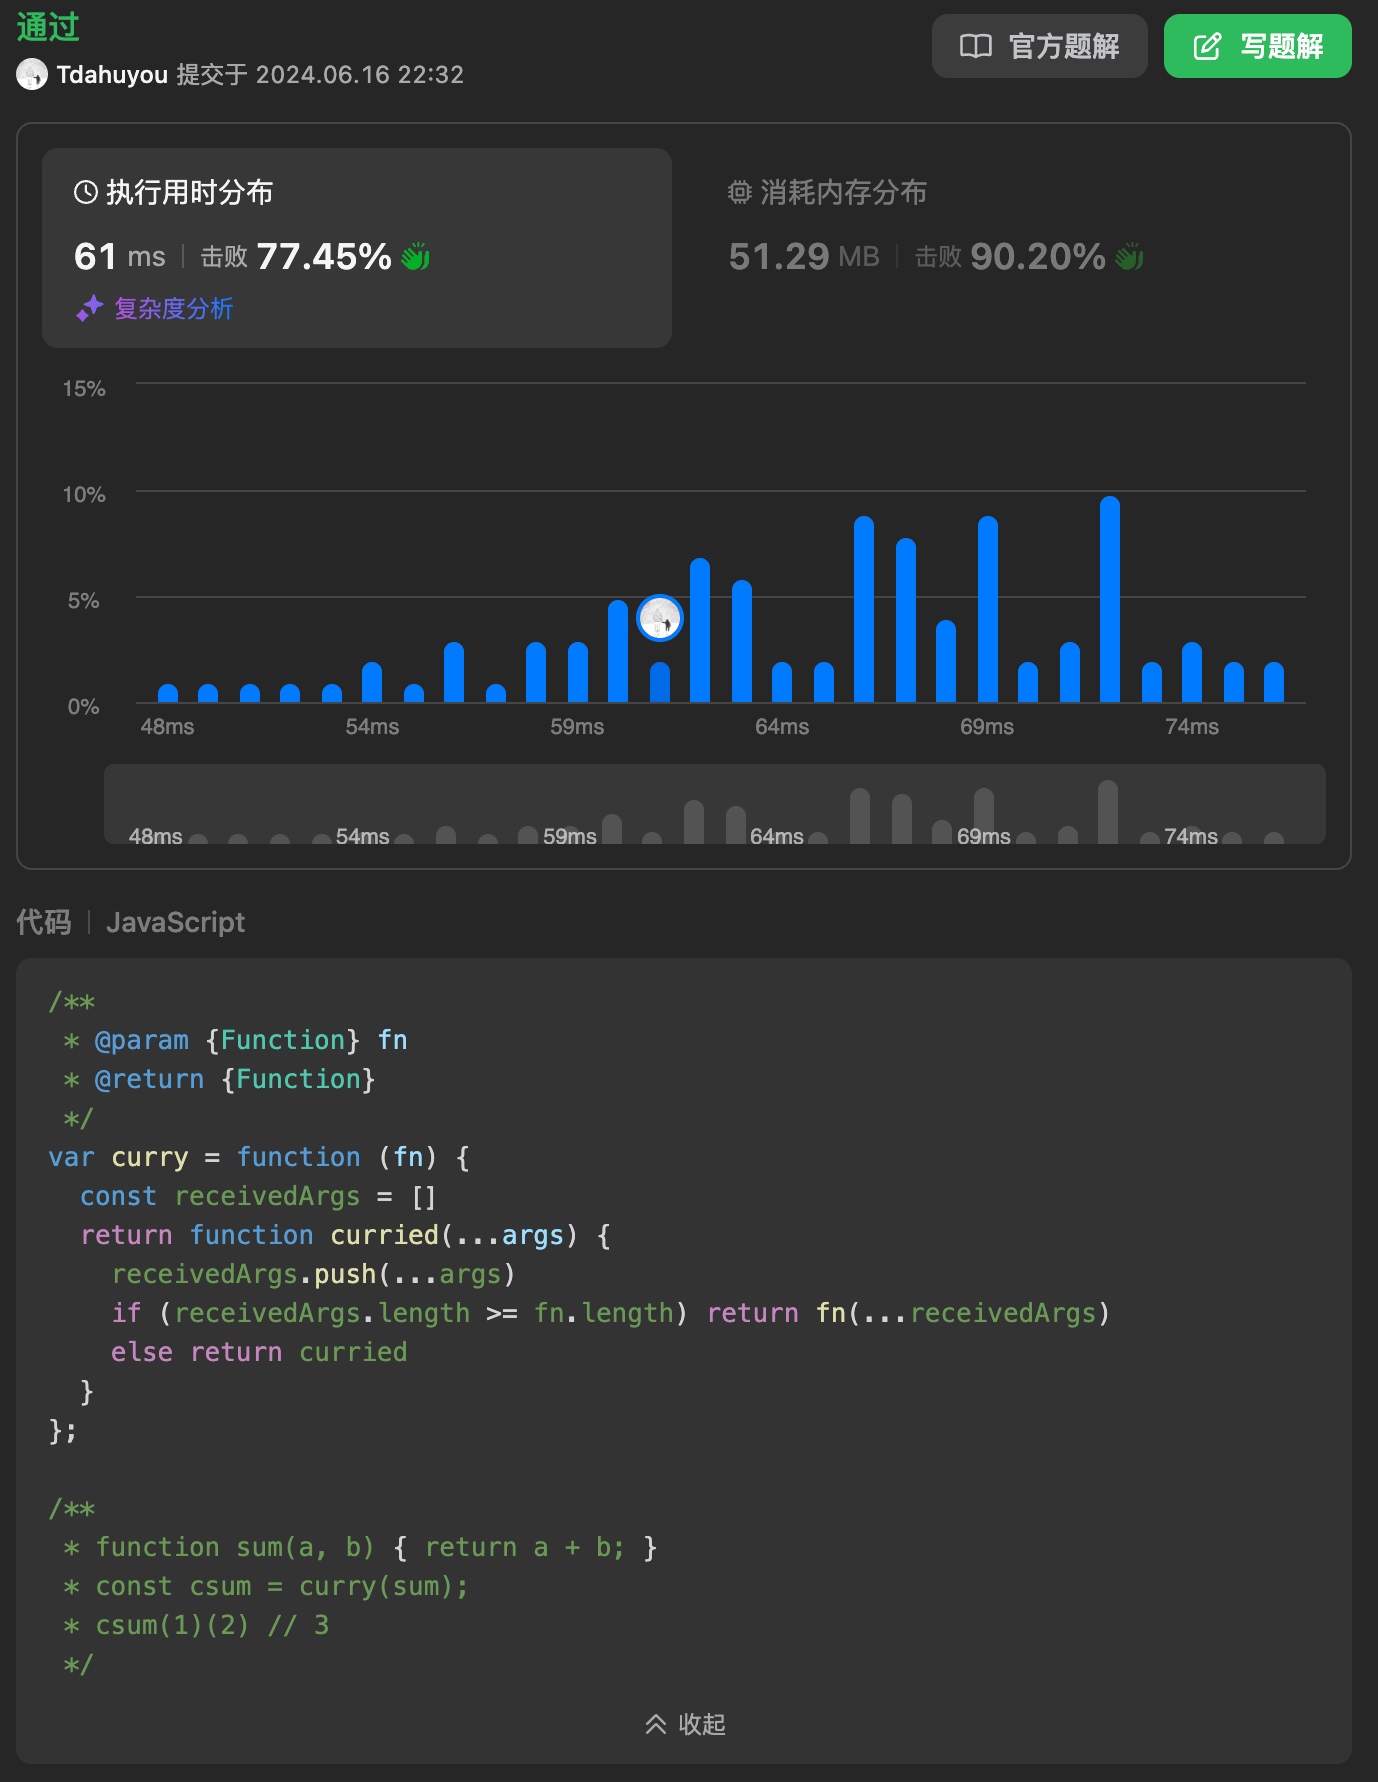 通过
官方题解
写题解
Tdahuyou 提交于 2024.06.16 22:32
执行用时分布
61 ms 击败 77.45%
复杂度分析
消耗内存分布
51.29 MB 击败 90.20%
15%
10%
5%
0%
48ms 54ms 59ms 64ms 69ms 74ms
48ms 54ms 59ms 64ms 69ms 74ms
代码 JavaScript
/**
 * @param {Function} fn
 * @return {Function}
 */
var curry = function (fn) {
  const receivedArgs = []
  return function curried(...args) {
    receivedArgs.push(...args)
    if (receivedArgs.length >= fn.length) return fn(...receivedArgs)
    else return curried
  }
};
/**
 * function sum(a, b) { return a + b; }
 * const csum = curry(sum);
 * csum(1)(2) // 3
 */
收起